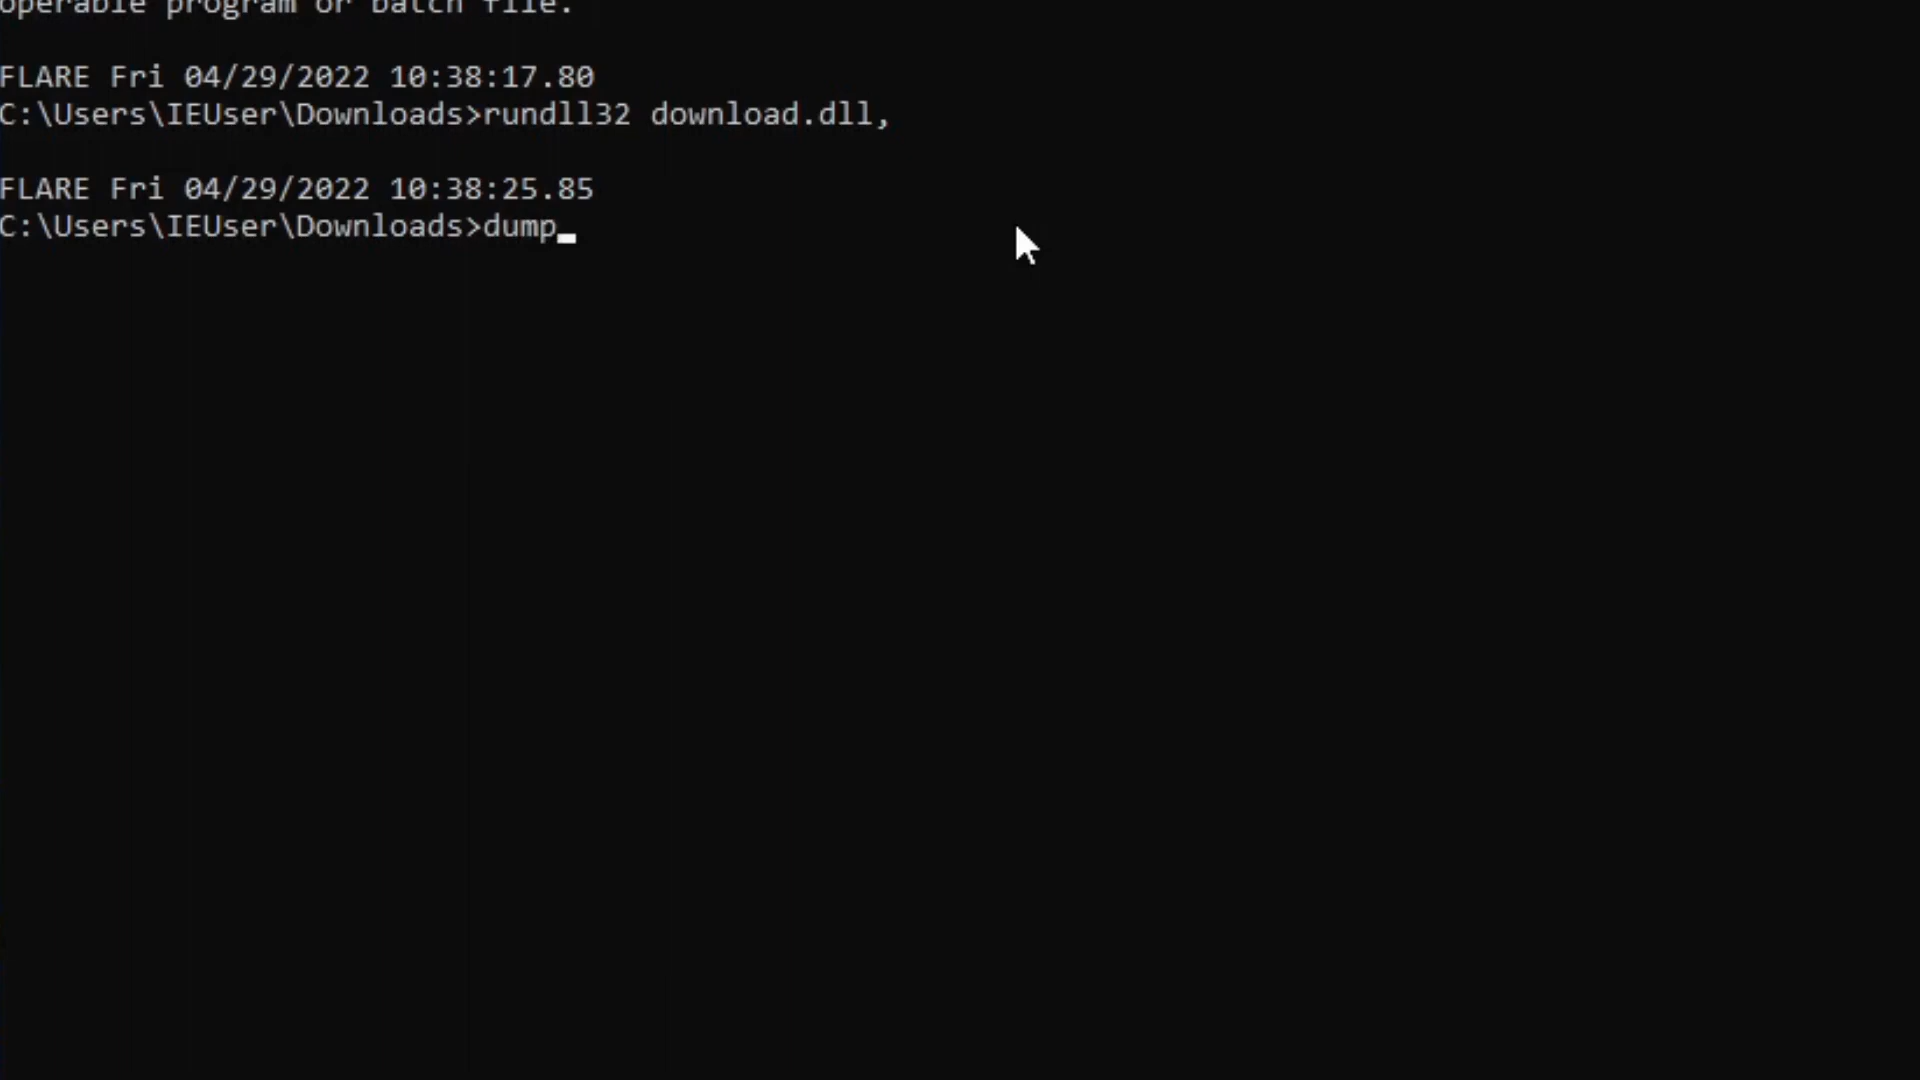 operable program or batch file.
FLARE Fri 04/29/2022 10:38:17.80
C:\Users\IEUser\Downloads>rundll32 download.dll,
FLARE Fri 04/29/2022 10:38:25.85
C:\Users\IEUser\Downloads>dump